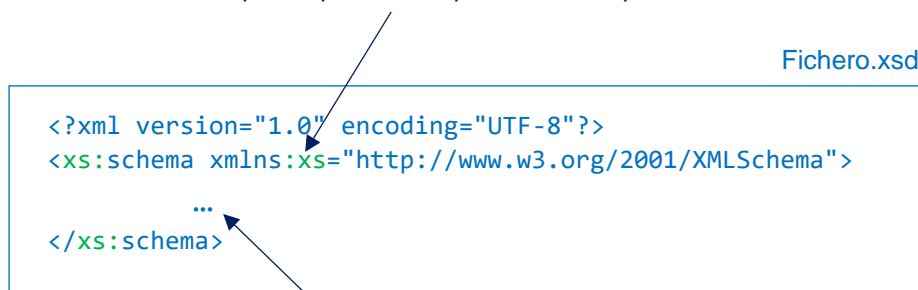 Fichero.xsd
<?xml version="1.0" encoding="UTF-8"?>
<xs:schema xmlns:xs="http://www.w3.org/2001/XMLSchema">
…
</xs:schema>